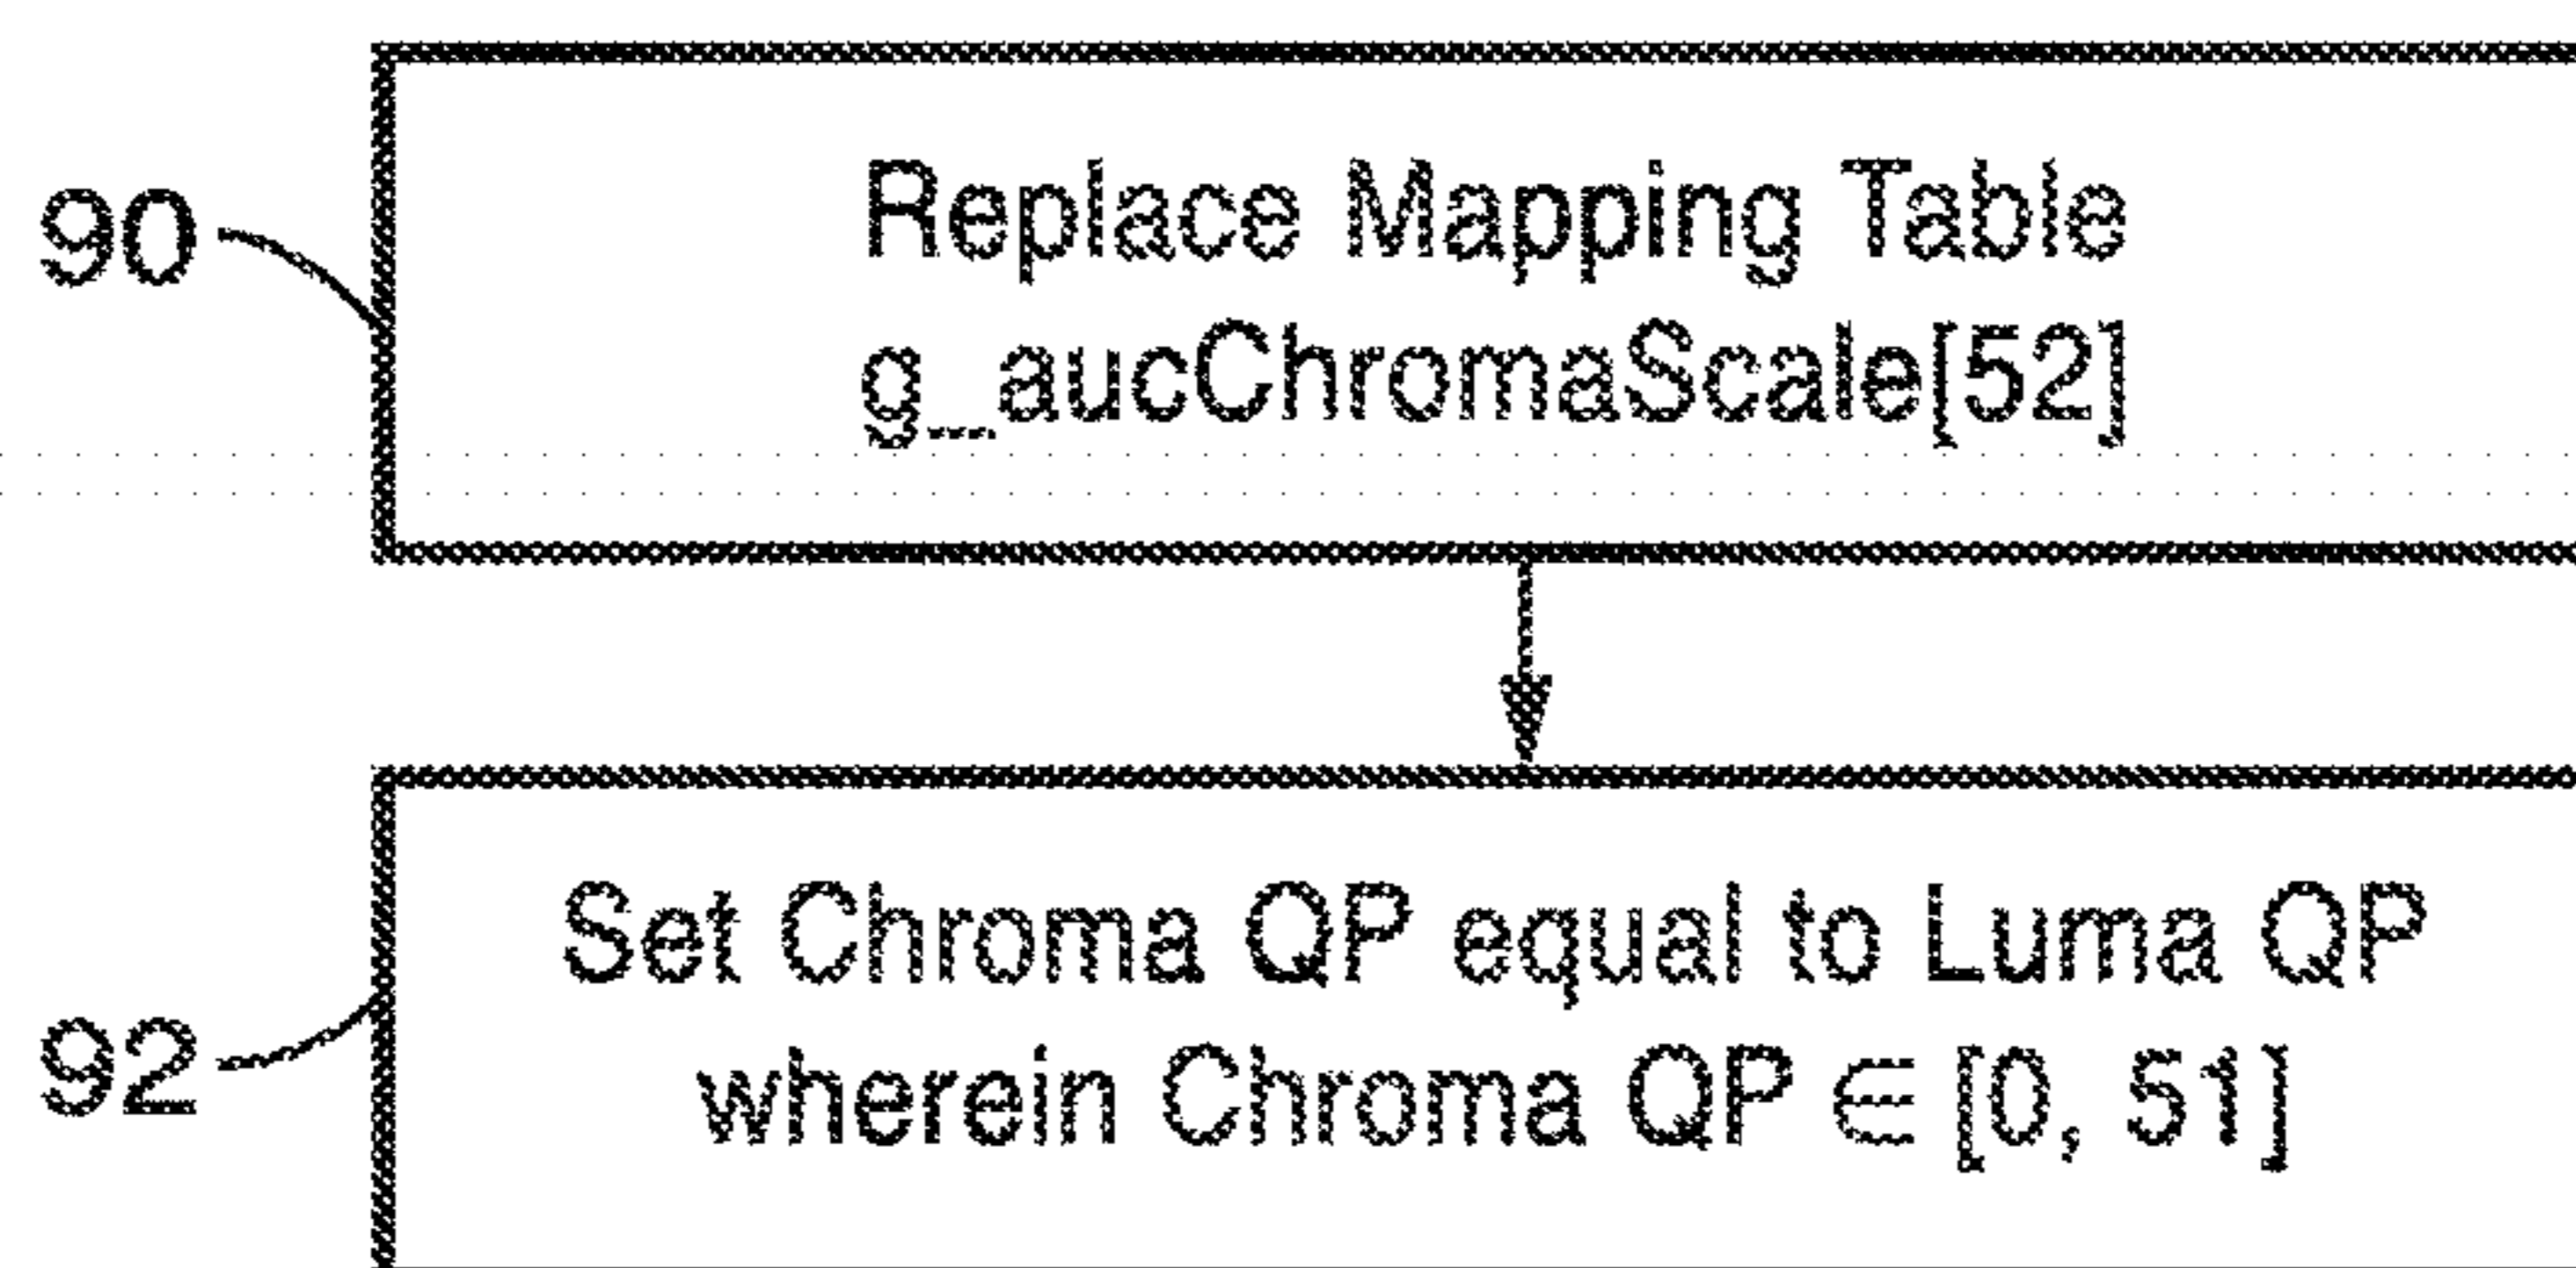 90
Replace Mapping Table
g_aucChromaScale[52]
92
Set Chroma QP equal to Luma QP
wherein Chroma QP ∈ [0, 51]